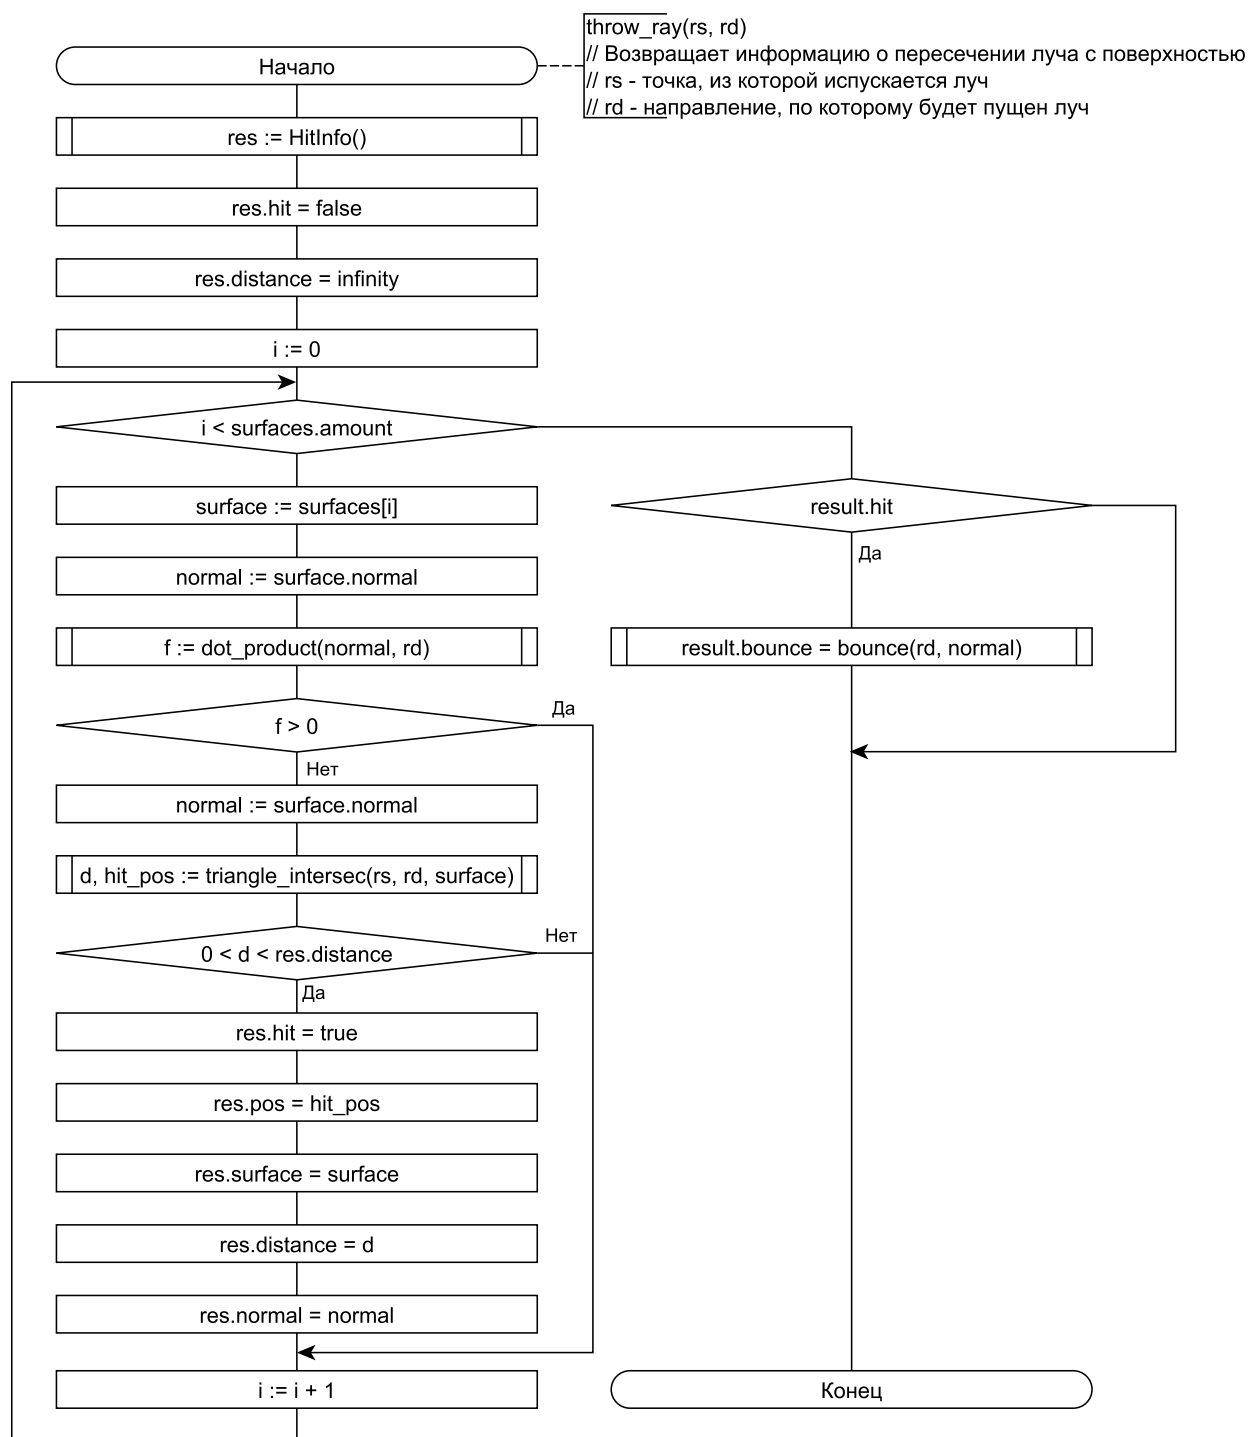 throw_ray(rs, rd)
// Возвращает информацию о пересечении луча с поверхностью
// rs - точка, из которой испускается луч
// rd - направление, по которому будет пущен луч
Начало
res := HitInfo()
res.hit = false
res.distance = infinity
i := 0
i < surfaces.amount
surface := surfaces[i]
normal := surface.normal
f := dot_product(normal, rd)
f > 0
Да
Нет
normal := surface.normal
d, hit_pos := triangle_intersec(rs, rd, surface)
0 < d < res.distance
Нет
Да
res.hit = true
res.pos = hit_pos
res.surface = surface
res.distance = d
res.normal = normal
i := i + 1
result.hit
Да
result.bounce = bounce(rd, normal)
Конец